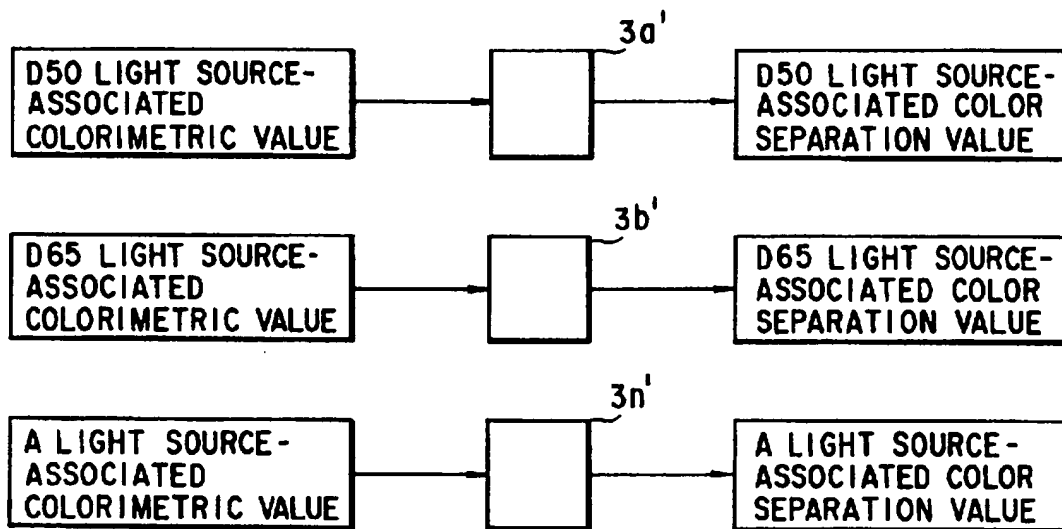 3a'
D50 LIGHT SOURCE-
ASSOCIATED
COLORIMETRIC VALUE
D50 LIGHT SOURCE-
ASSOCIATED COLOR
SEPARATION VALUE
3b'
D65 LIGHT SOURCE-
ASSOCIATED
COLORIMETRIC VALUE
D65 LIGHT SOURCE-
ASSOCIATED COLOR
SEPARATION VALUE
3n'
A LIGHT SOURCE-
ASSOCIATED
COLORIMETRIC VALUE
A LIGHT SOURCE-
ASSOCIATED COLOR
SEPARATION VALUE